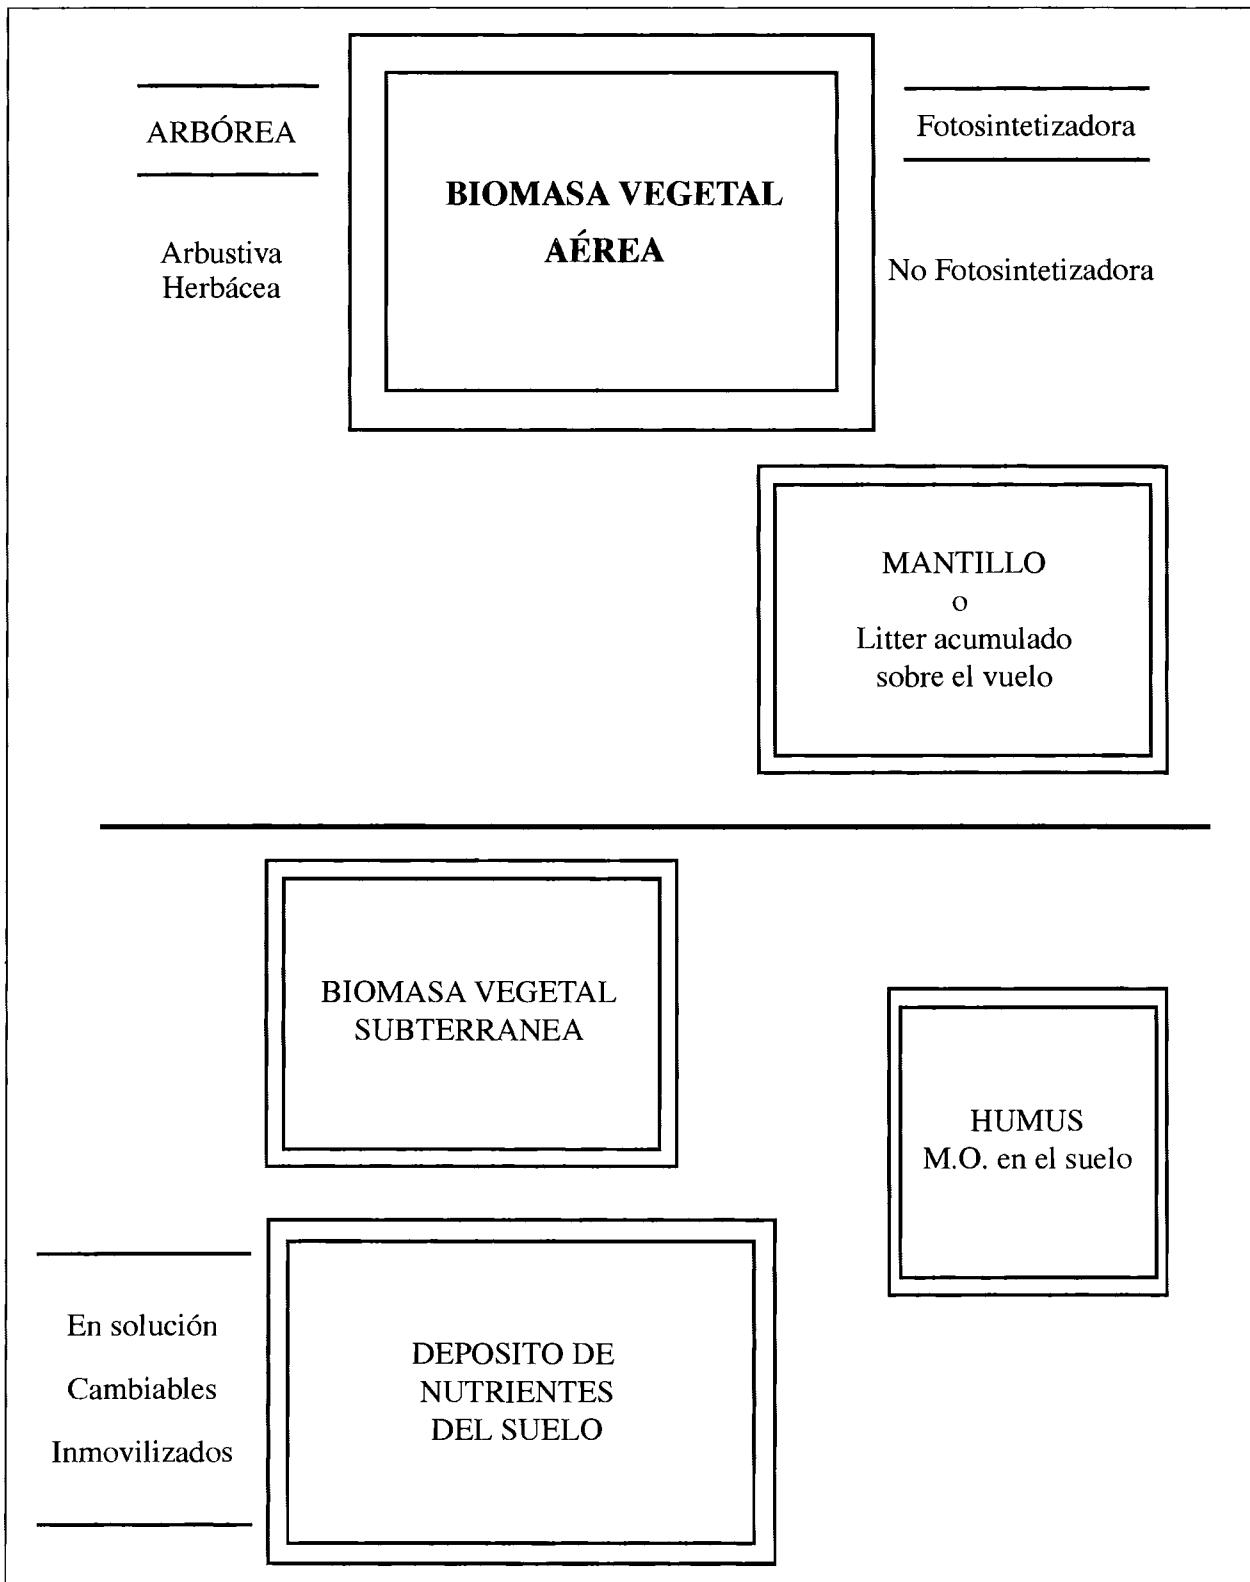 ARBÓREA
Arbustiva
Herbácea
BIOMASA VEGETAL
AÉREA
Fotosintetizadora
No Fotosintetizadora
MANTILLO
o
Litter acumulado
sobre el vuelo
BIOMASA VEGETAL
SUBTERRANEA
HUMUS
M.O. en el suelo
En solución
Cambiables
Inmovilizados
DEPOSITO DE
NUTRIENTES
DEL SUELO